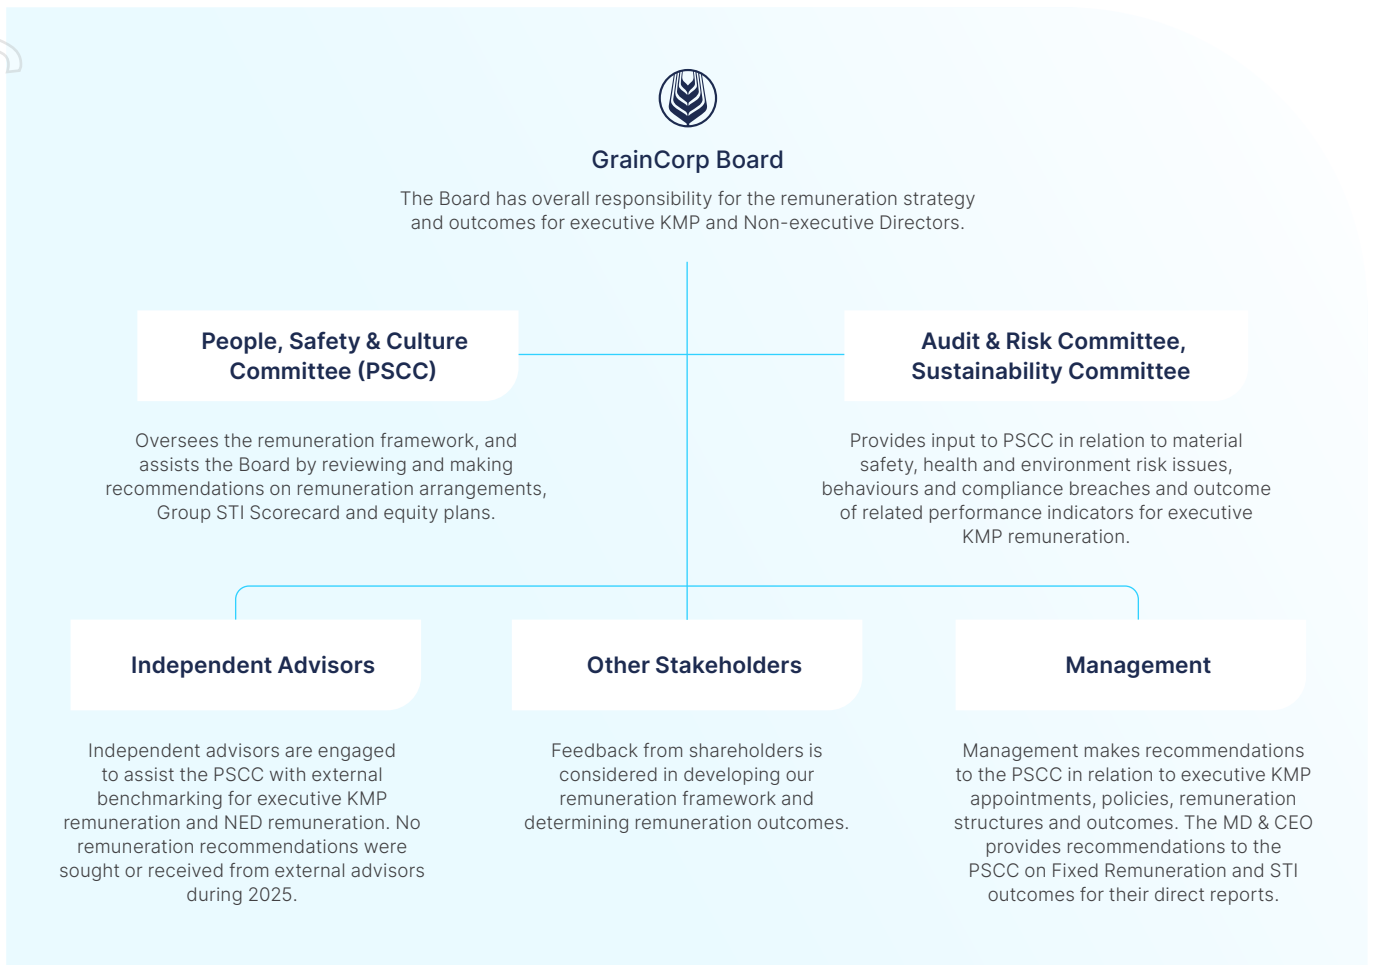 GrainCorp Board
The Board has overall responsibility for the remuneration strategy
and outcomes for executive KMP and Non-executive Directors.
People, Safety & Culture
Committee (PSCC)
Oversees the remuneration framework, and
assists the Board by reviewing and making
recommendations on remuneration arrangements,
Group STI Scorecard and equity plans.
Audit & Risk Committee,
Sustainability Committee
Provides input to PSCC in relation to material
safety, health and environment risk issues,
behaviours and compliance breaches and outcome
of related performance indicators for executive
KMP remuneration.
Independent Advisors
Independent advisors are engaged
to assist the PSCC with external
benchmarking for executive KMP
remuneration and NED remuneration. No
remuneration recommendations were
sought or received from external advisors
during 2025.
Other Stakeholders
Feedback from shareholders is
considered in developing our
remuneration framework and
determining remuneration outcomes.
Management
Management makes recommendations
to the PSCC in relation to executive KMP
appointments, policies, remuneration
structures and outcomes. The MD & CEO
provides recommendations to the
PSCC on Fixed Remuneration and STI
outcomes for their direct reports.